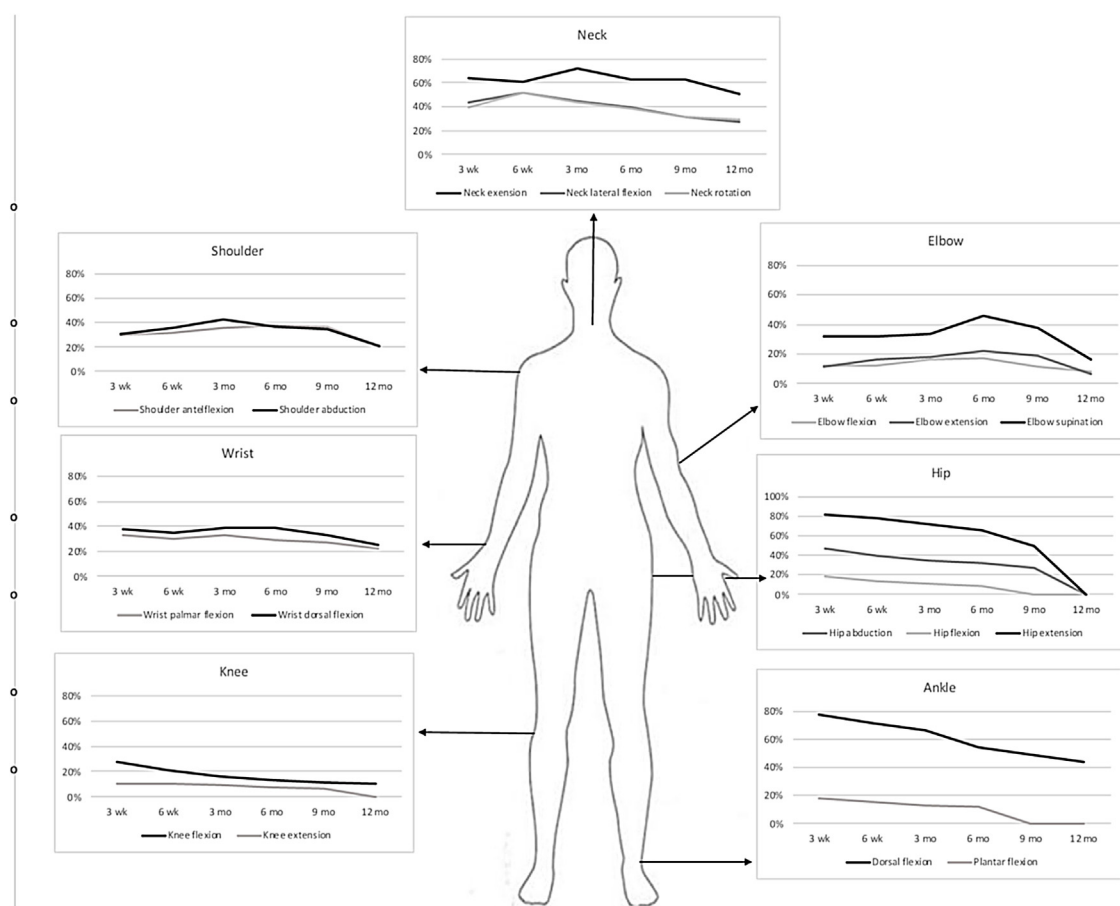 Neck
80%
60%
40%
20%
0%
3 wk 6 wk 3 mo 6 mo 9 mo 12 mo
Neck exension Neck lateral flexion Neck rotation
Shoulder
80%
60%
40%
20%
0%
3 wk 6 wk 3 mo 6 mo 9 mo 12 mo
Shoulder antelflexion Shoulder abduction
Elbow
80%
60%
40%
20%
0%
3 wk 6 wk 3 mo 6 mo 9 mo 12 mo
Elbow flexion Elbow extension Elbow supination
Wrist
80%
60%
40%
20%
0%
3 wk 6 wk 3 mo 6 mo 9 mo 12 mo
Wrist palmar flexion Wrist dorsal flexion
Hip
100%
80%
60%
40%
20%
0%
3 wk 6 wk 3 mo 6 mo 9 mo 12 mo
Hip abduction Hip flexion Hip extension
Knee
80%
60%
40%
20%
0%
3 wk 6 wk 3 mo 6 mo 9 mo 12 mo
Knee flexion Knee extension
Ankle
80%
60%
40%
20%
0%
3 wk 6 wk 3 mo 6 mo 9 mo 12 mo
Dorsal flexion Plantar flexion